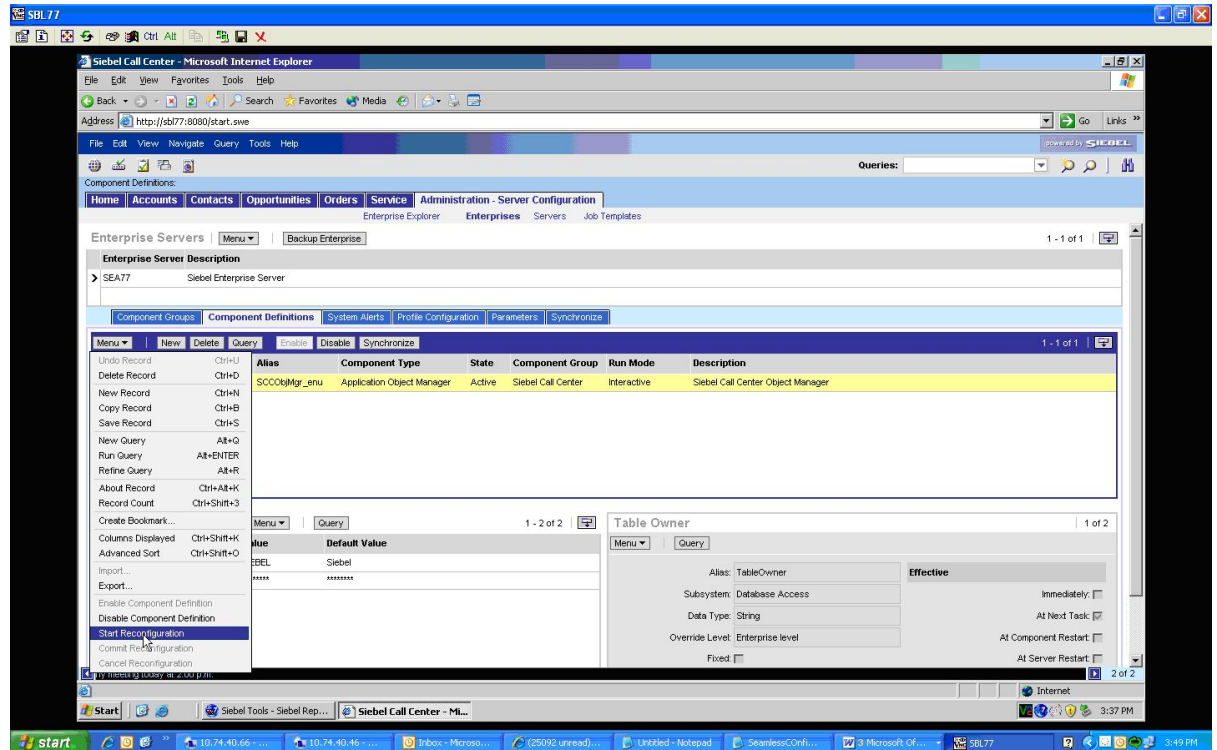 SBL77
Ctrl Alt
Siebel Call Center - Microsoft Internet Explorer
File Edit View Favorites Tools Help
Back Search Favorites Media
Address http://sbl77:8080/start.swe Go Links »
File Edit View Navigate Query Tools Help powered by SIEBEL
Queries:
Component Definitions:
Home Accounts Contacts Opportunities Orders Service Administration - Server Configuration
Enterprise Explorer Enterprises Servers Job Templates
Enterprise Servers Menu Backup Enterprise 1 - 1 of 1
Enterprise Server Description
SEA77 Siebel Enterprise Server
Component Groups Component Definitions System Alerts Profile Configuration Parameters Synchronize
Menu New Delete Query Enable Disable Synchronize 1 - 1 of 1
Alias Component Type State Component Group Run Mode Description
SCCObjMgr_enu Application Object Manager Active Siebel Call Center Interactive Siebel Call Center Object Manager
Undo Record Ctrl+U
Delete Record Ctrl+D
New Record Ctrl+N
Copy Record Ctrl+B
Save Record Ctrl+S
New Query Alt+Q
Run Query Alt+ENTER
Refine Query Alt+R
About Record Ctrl+Alt+K
Record Count Ctrl+Shift+3
Create Bookmark...
Columns Displayed Ctrl+Shift+K
Advanced Sort Ctrl+Shift+O
Import...
Export...
Enable Component Definition
Disable Component Definition
Start Reconfiguration
Commit Reconfiguration
Cancel Reconfiguration
Menu Query 1 - 2 of 2
alue Default Value
EBEL Siebel
***** ********
Table Owner 1 of 2
Menu Query
Alias: TableOwner Effective
Subsystem: Database Access Immediately:
Data Type: String At Next Task:
Override Level: Enterprise level At Component Restart:
Fixed: At Server Restart:
meeting today at 2:00 p.m. 2 of 2
Internet
Start Siebel Tools - Siebel Rep... Siebel Call Center - Mi... 3:37 PM
start 10.74.40.66 - ... 10.74.40.46 - ... Inbox - Microso... (25092 unread)... Untitled - Notepad SeamlessCOnfi... 3 Microsoft Of... SBL77 3:49 PM